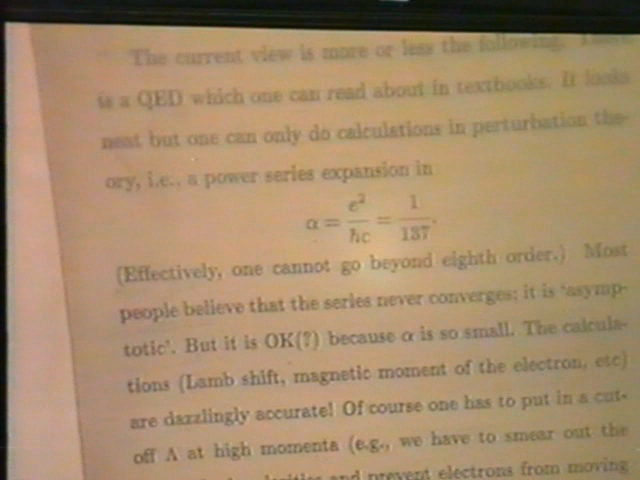 The current view is more or less the following. There
is a QED which one can read about in textbooks. It looks
neat but one can only do calculations in perturbation the-
ory, i.e., a power series expansion in
α = e²/ħc = 1/137.
(Effectively, one cannot go beyond eighth order.) Most
people believe that the series never converges; it is 'asymp-
totic'. But it is OK(?) because α is so small. The calcula-
tions (Lamb shift, magnetic moment of the electron, etc)
are dazzlingly accurate! Of course one has to put in a cut-
off Λ at high momenta (e.g., we have to smear out the
and prevent electrons from moving